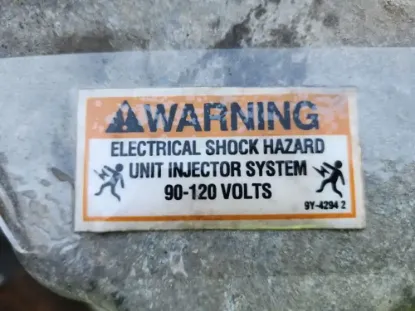 WARNING
ELECTRICAL SHOCK HAZARD
UNIT INJECTOR SYSTEM
90-120 VOLTS
9Y-4294 2